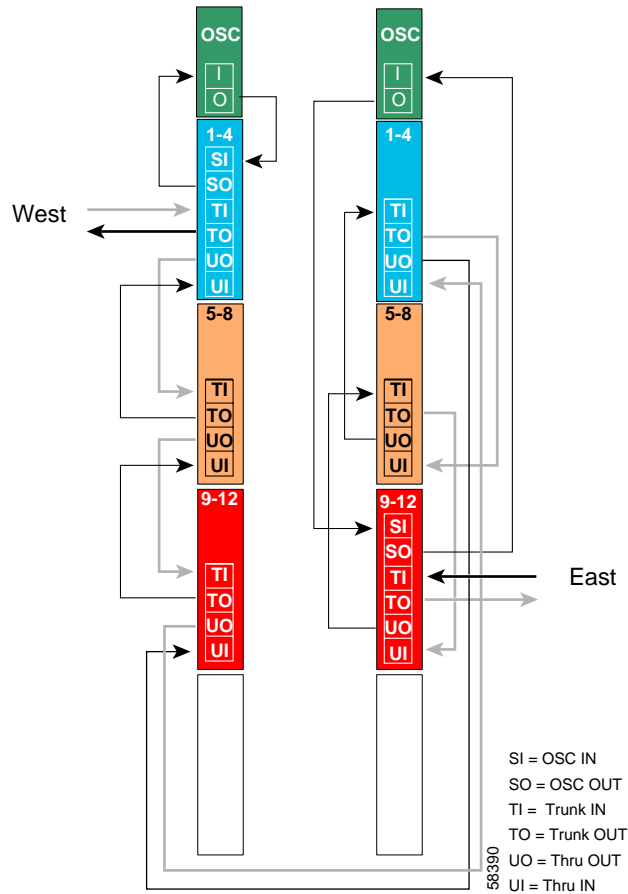 OSC
I
O
1-4
SI
SO
TI
TO
UO
UI
5-8
TI
TO
UO
UI
9-12
TI
TO
UO
UI
West
OSC
I
O
1-4
TI
TO
UO
UI
5-8
TI
TO
UO
UI
9-12
SI
SO
TI
TO
UO
UI
East
SI = OSC IN
SO = OSC OUT
TI = Trunk IN
TO = Trunk OUT
UO = Thru OUT
UI = Thru IN
58390